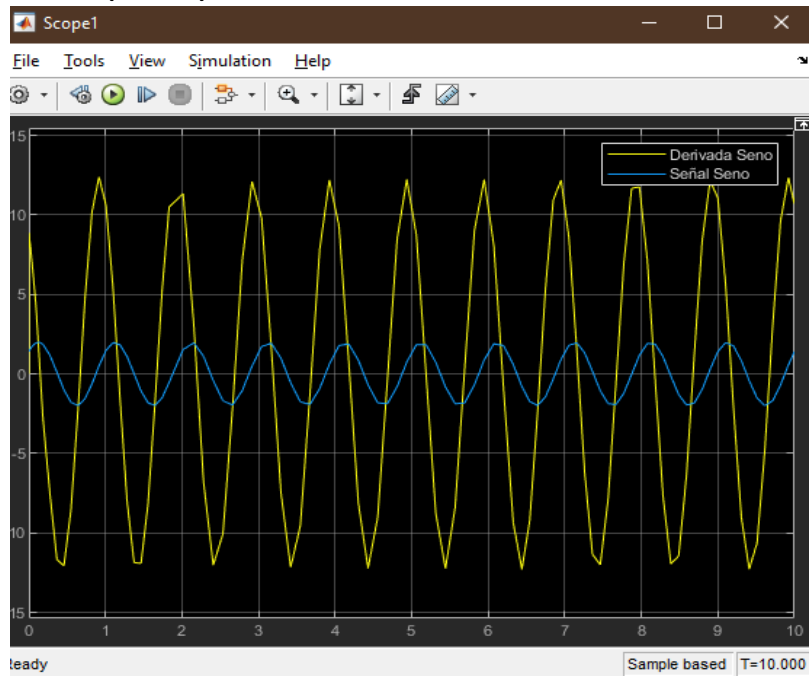 Scope1
File Tools View Simulation Help
Derivada Seno
Señal Seno
15
10
5
0
-5
10
15
0 1 2 3 4 5 6 7 8 9 10
eady
Sample based T=10.000